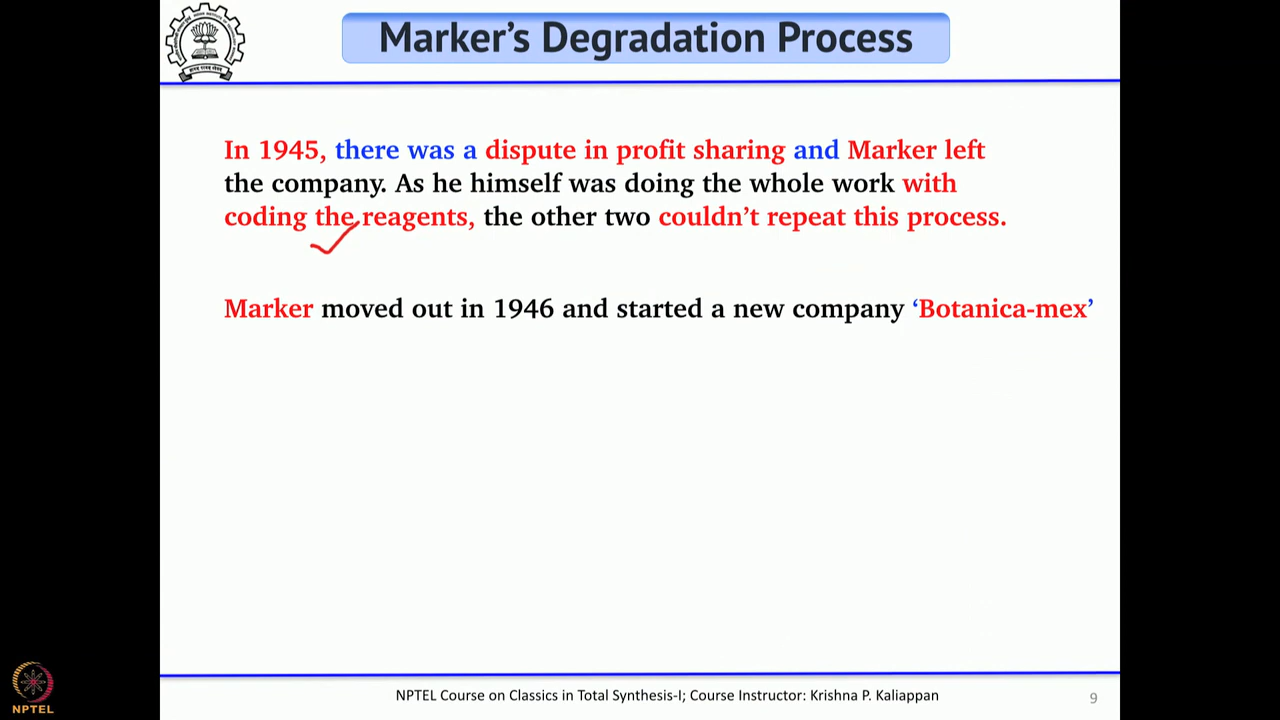 Marker's Degradation Process
In 1945, there was a dispute in profit sharing and Marker left
the company. As he himself was doing the whole work with
coding the reagents, the other two couldn't repeat this process.
Marker moved out in 1946 and started a new company ‘Botanica-mex’
NPTEL Course on Classics in Total Synthesis-I; Course Instructor: Krishna P. Kaliappan
9
NPTEL